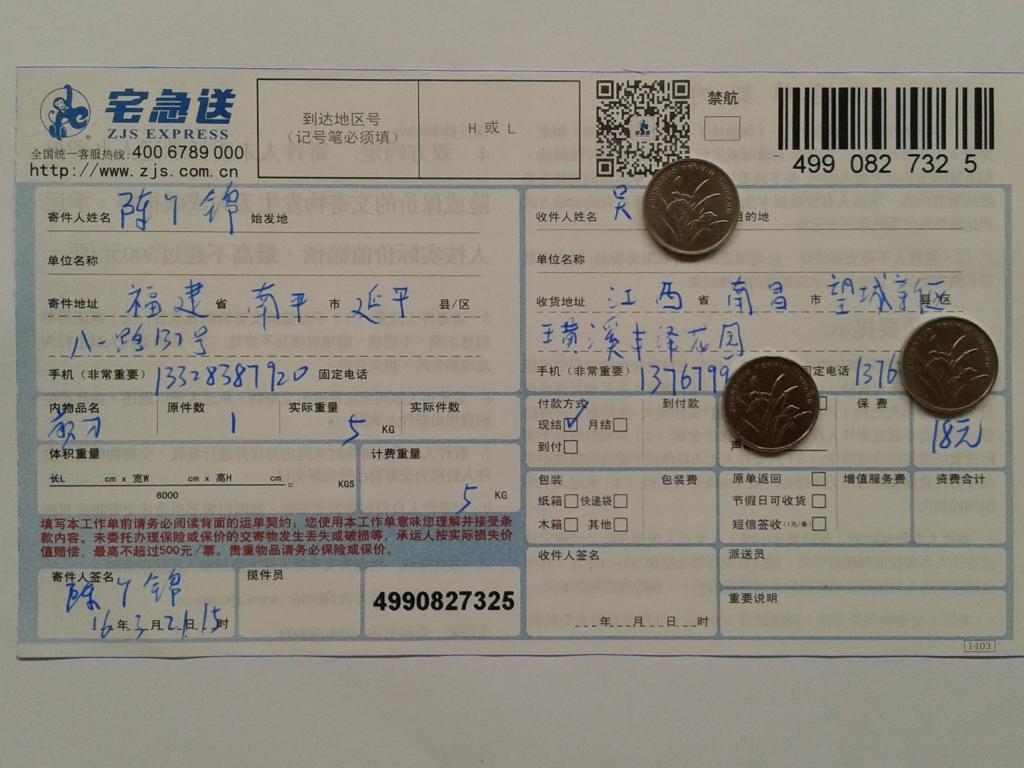 宅急送
ZJS EXPRESS
全国统一客服热线: 400 6789 000
http://www.zjs.com.cn
到达地区号
(记号笔必须填)
H 或 L
禁航
499 082 732 5
寄件人姓名 陈 锦 始发地
单位名称
寄件地址 福建 省 南平 市 延平 县/区
八一路137号
手机(非常重要) 13328387920 固定电话
内物品名 原件数 实际重量 实际件数
1 5 KG
体积重量 计费重量
长L cm x 宽W cm x 高H cm
6000
= KGS
5 KG
填写本工作单前请务必阅读背面的运单契约; 您使用本工作单意味您理解并接受条
款内容。未委托办理保险或保价的交寄物发生丢失或破损等, 承运人按实际损失价
值赔偿, 最高不超过500元/票。贵重物品请务必保险或保价。
寄件人签名 揽件员
陈 锦
16 年 3 月 21 15 时
4990827325
收件人姓名 吴 目的地
单位名称
收货地址 江西 省 南昌 市 望城新区 县/区
璜溪丰泽花园
手机(非常重要) 1376799 固定电话 1376
付款方式 到付款 保 费
现结 月结
到付
18元
包装 包装费 原单返回 增值服务费 资费合计
纸箱 快递袋 节假日可收货
木箱 其他 短信签收(1元/条)
收件人签名 派送员
重要说明
年 月 日 时
1403